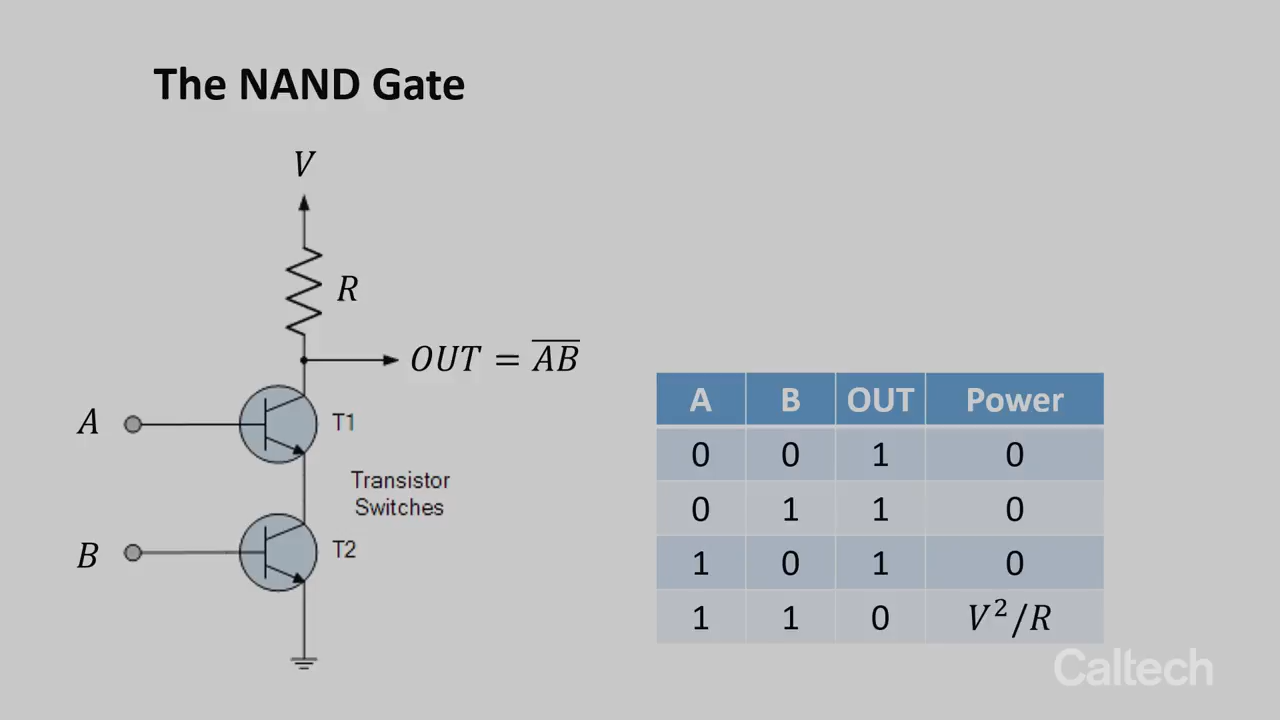 The NAND Gate
V
R
OUT = \overline{AB}
A
T1
Transistor
Switches
B
T2
A B OUT Power
0 0 1 0
0 1 1 0
1 0 1 0
1 1 0 V²/R
Caltech